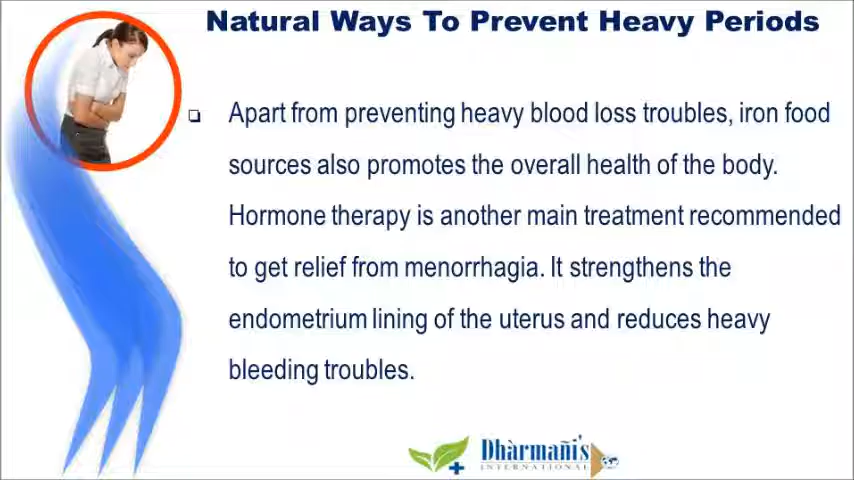 Natural Ways To Prevent Heavy Periods
❑ Apart from preventing heavy blood loss troubles, iron food
sources also promotes the overall health of the body.
Hormone therapy is another main treatment recommended
to get relief from menorrhagia. It strengthens the
endometrium lining of the uterus and reduces heavy
bleeding troubles.
Dhàrmañi's
INTERNATIONAL